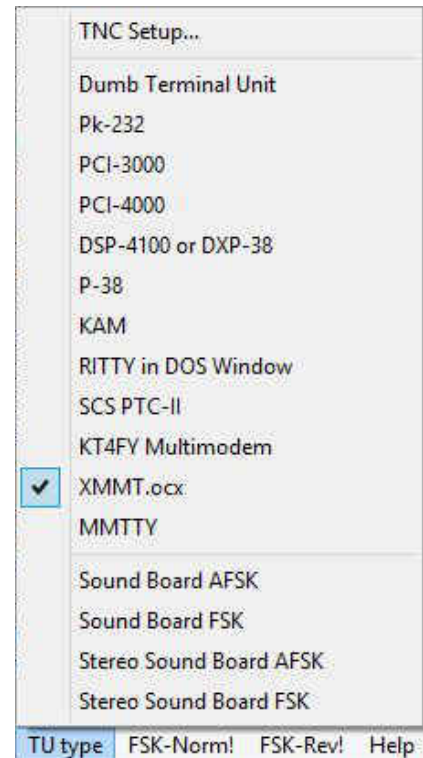 TNC Setup...
Dumb Terminal Unit
Pk-232
PCI-3000
PCI-4000
DSP-4100 or DXP-38
P-38
KAM
RITTY in DOS Window
SCS PTC-II
KT4FY Multimodem
XMMT.ocx
MMTTY
Sound Board AFSK
Sound Board FSK
Stereo Sound Board AFSK
Stereo Sound Board FSK
TU type FSK-Norm! FSK-Rev! Help